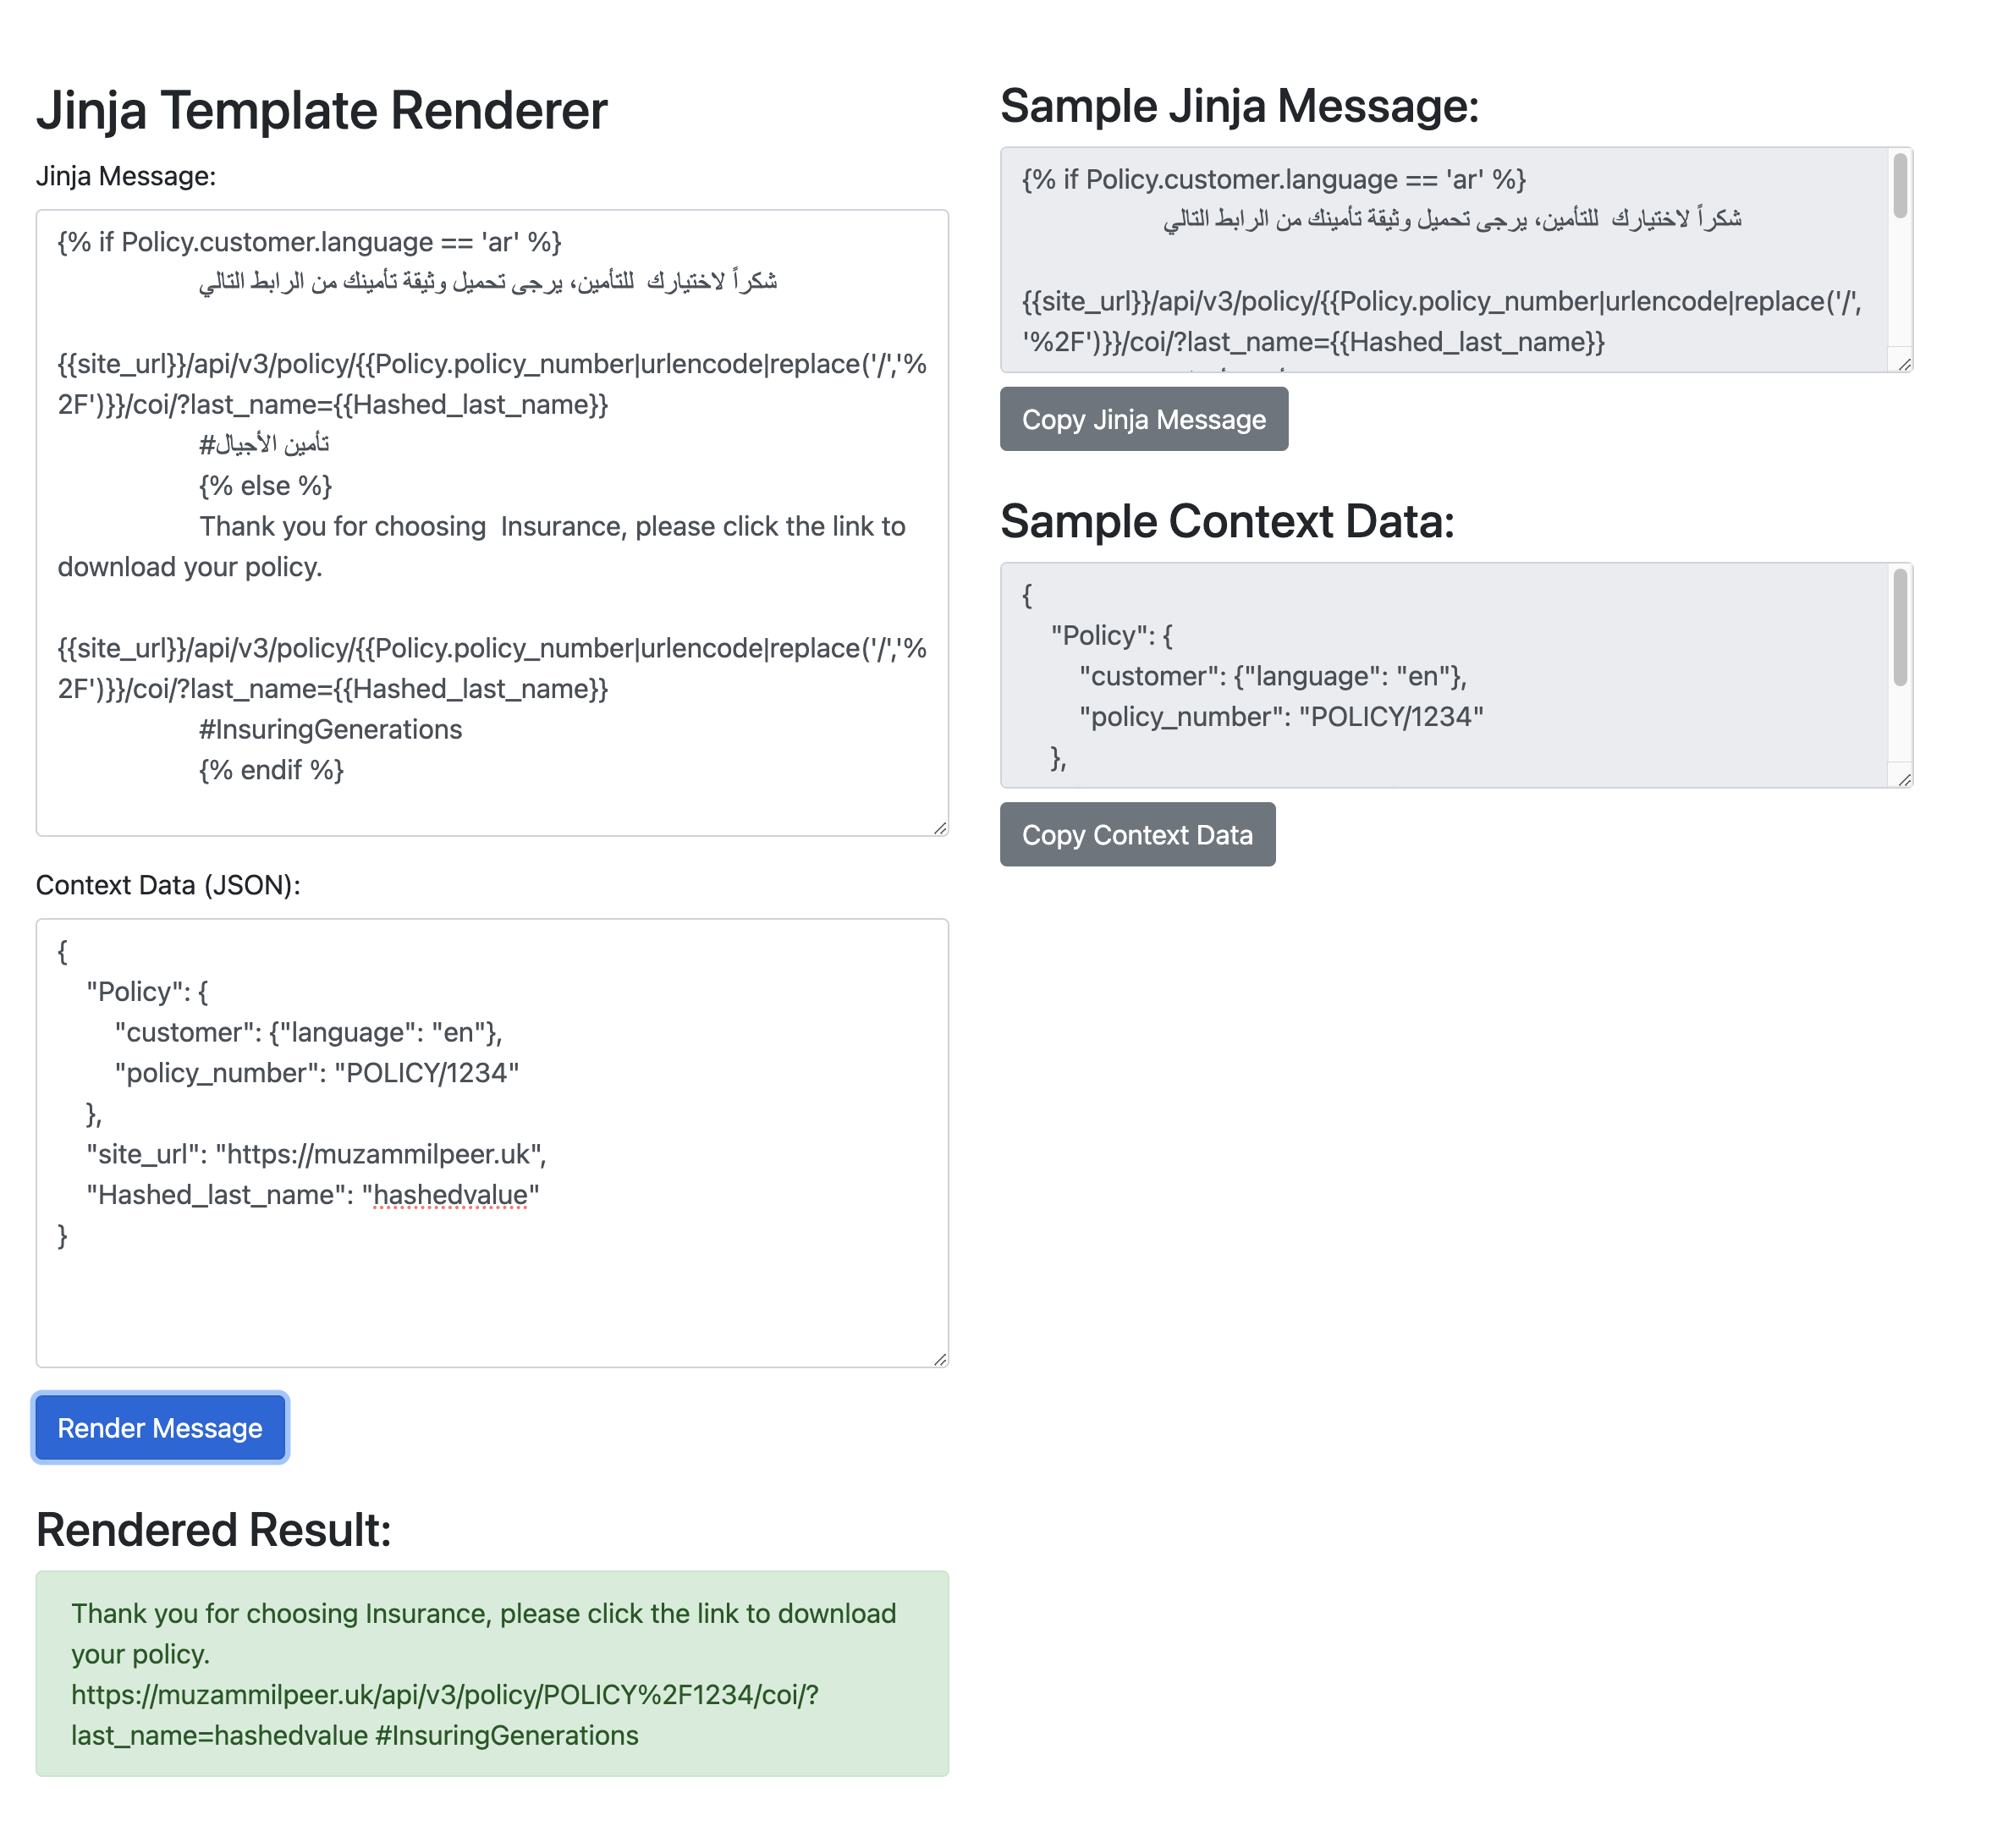 Jinja Template Renderer
Jinja Message:
{% if Policy.customer.language == 'ar' %}
شكراً لاختيارك  للتأمين، يرجى تحميل وثيقة تأمينك من الرابط التالي
{{site_url}}/api/v3/policy/{{Policy.policy_number|urlencode|replace('/','%
2F')}}/coi/?last_name={{Hashed_last_name}}
#تأمين الأجيال
{% else %}
Thank you for choosing  Insurance, please click the link to
download your policy.
{{site_url}}/api/v3/policy/{{Policy.policy_number|urlencode|replace('/','%
2F')}}/coi/?last_name={{Hashed_last_name}}
#InsuringGenerations
{% endif %}
Context Data (JSON):
{
"Policy": {
"customer": {"language": "en"},
"policy_number": "POLICY/1234"
},
"site_url": "https://muzammilpeer.uk",
"Hashed_last_name": "hashedvalue"
}
Render Message
Rendered Result:
Thank you for choosing Insurance, please click the link to download
your policy.
https://muzammilpeer.uk/api/v3/policy/POLICY%2F1234/coi/?
last_name=hashedvalue #InsuringGenerations
Sample Jinja Message:
{% if Policy.customer.language == 'ar' %}
شكراً لاختيارك  للتأمين، يرجى تحميل وثيقة تأمينك من الرابط التالي
{{site_url}}/api/v3/policy/{{Policy.policy_number|urlencode|replace('/',
'%2F')}}/coi/?last_name={{Hashed_last_name}}
Copy Jinja Message
Sample Context Data:
{
"Policy": {
"customer": {"language": "en"},
"policy_number": "POLICY/1234"
},
Copy Context Data